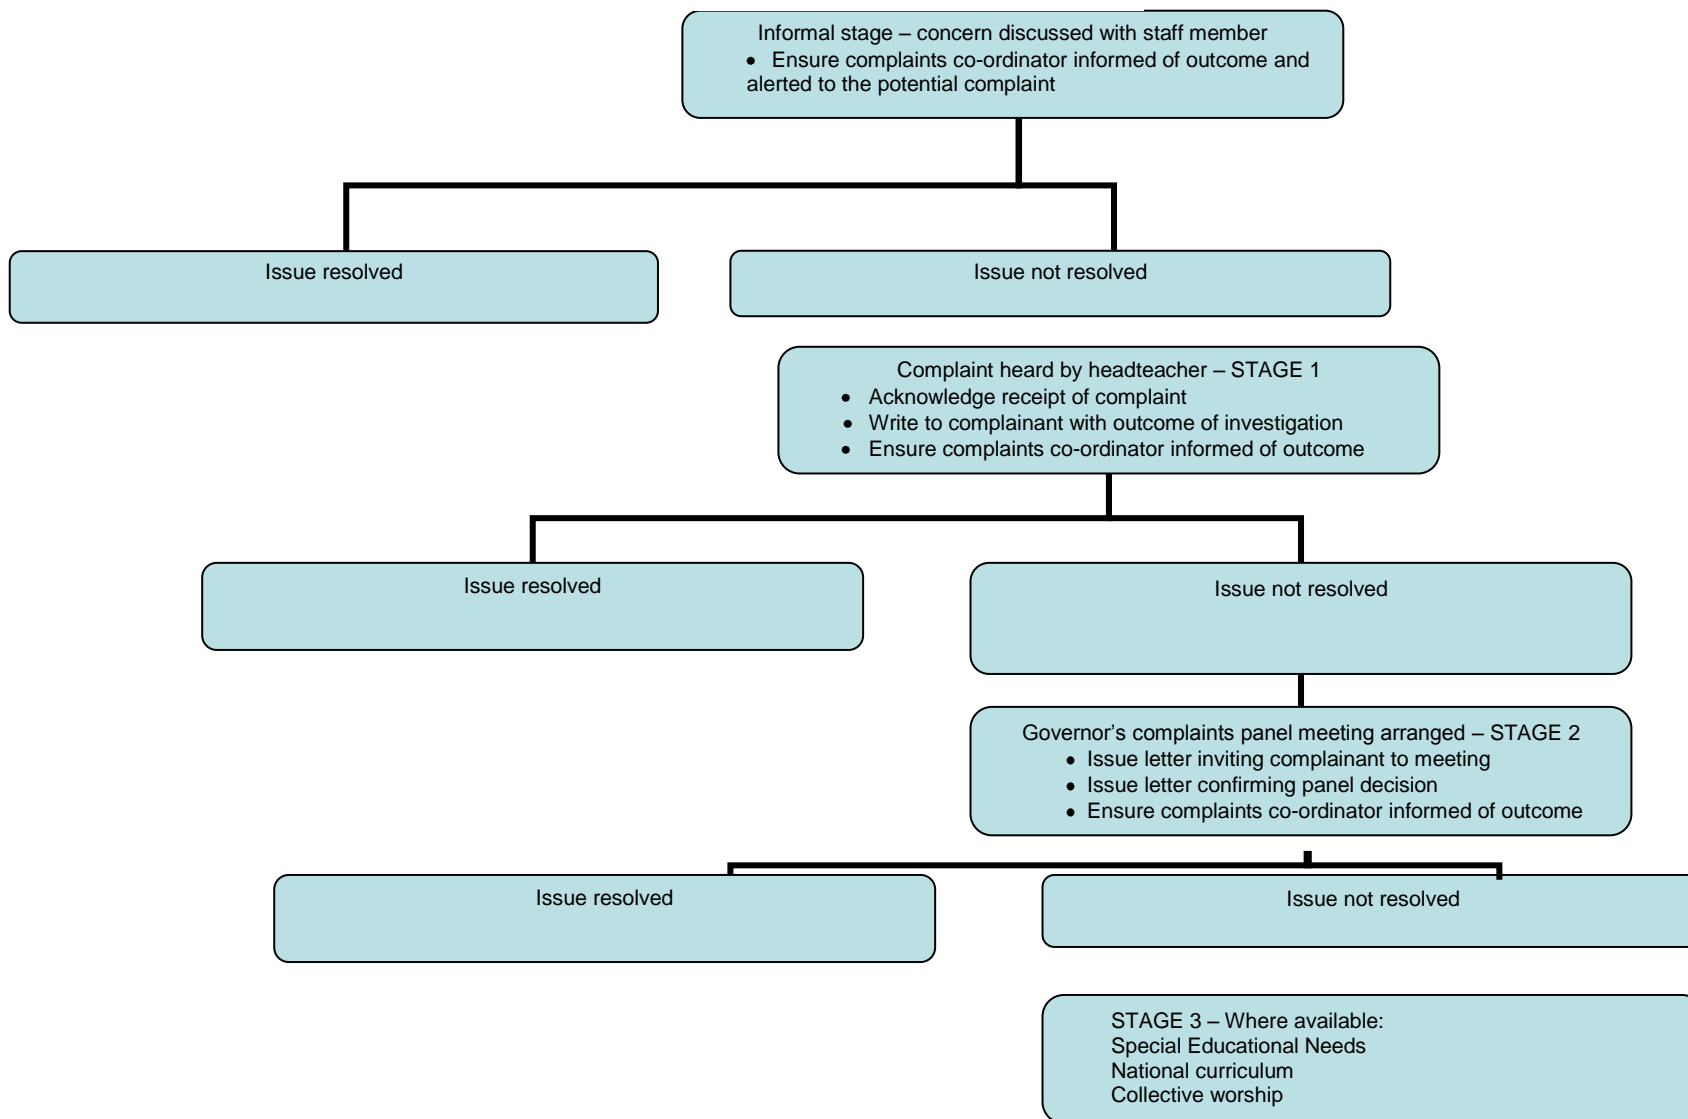 Informal stage – concern discussed with staff member
• Ensure complaints co-ordinator informed of outcome and
alerted to the potential complaint
Issue resolved
Issue not resolved
Complaint heard by headteacher – STAGE 1
• Acknowledge receipt of complaint
• Write to complainant with outcome of investigation
• Ensure complaints co-ordinator informed of outcome
Issue resolved
Issue not resolved
Governor’s complaints panel meeting arranged – STAGE 2
• Issue letter inviting complainant to meeting
• Issue letter confirming panel decision
• Ensure complaints co-ordinator informed of outcome
Issue resolved
Issue not resolved
STAGE 3 – Where available:
Special Educational Needs
National curriculum
Collective worship